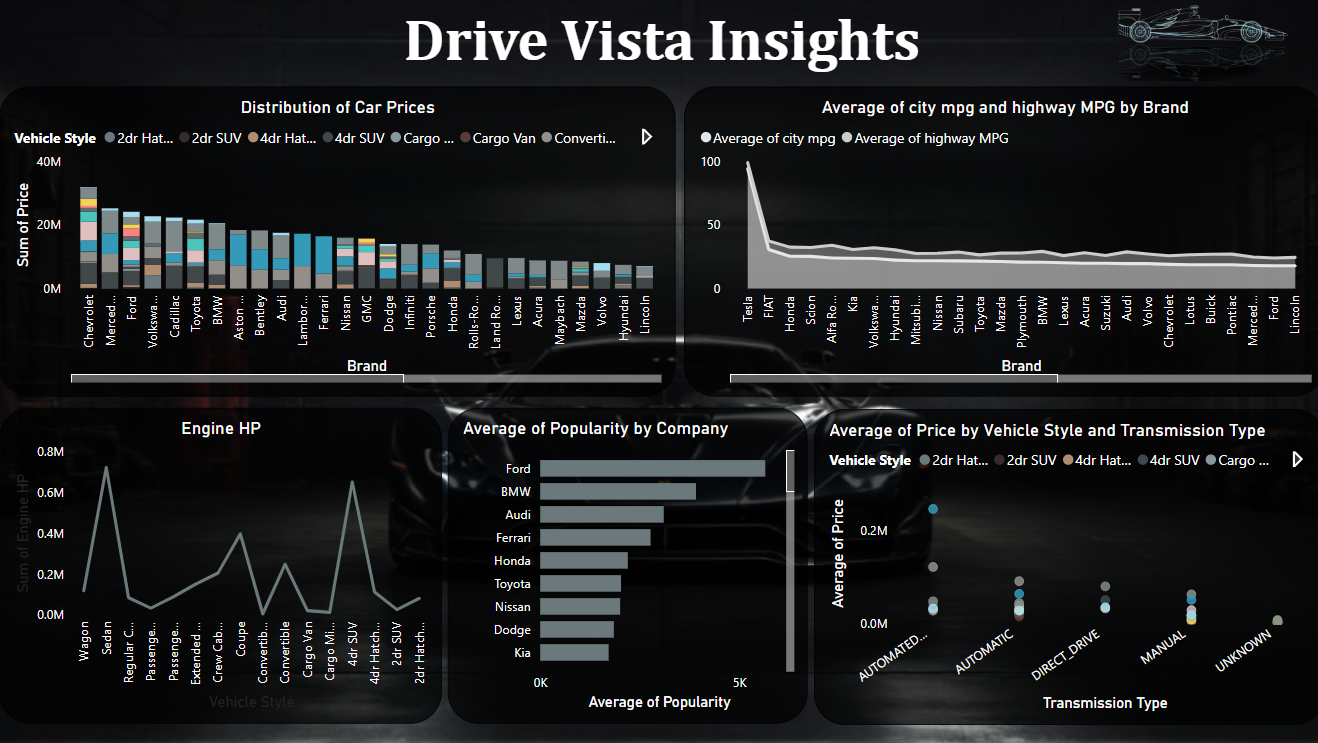 Drive Vista Insights
Distribution of Car Prices
Vehicle Style 2dr Hat... 2dr SUV 4dr Hat... 4dr SUV Cargo ... Cargo Van Converti...
40M
20M
0M
Sum of Price
Chevrolet
Merced...
Ford
Volkswa...
Cadillac
Toyota
BMW
Aston ...
Bentley
Audi
Lambor...
Ferrari
Nissan
GMC
Dodge
Infiniti
Porsche
Honda
Rolls-Ro...
Land Ro...
Lexus
Acura
Maybach
Mazda
Volvo
Hyundai
Lincoln
Brand
Average of city mpg and highway MPG by Brand
Average of city mpg Average of highway MPG
100
50
0
Tesla
FIAT
Honda
Scion
Alfa Ro...
Kia
Volkswa...
Hyundai
Mitsubi...
Nissan
Subaru
Toyota
Mazda
Plymouth
BMW
Lexus
Acura
Suzuki
Audi
Volvo
Chevrolet
Lotus
Buick
Pontiac
Merced...
Ford
Lincoln
Brand
Engine HP
0.8M
0.6M
0.4M
0.2M
0.0M
Sum of Engine HP
Wagon
Sedan
Regular C...
Passenge...
Passenge...
Extended ...
Crew Cab...
Coupe
Convertib...
Convertible
Cargo Van
Cargo Mi...
4dr SUV
4dr Hatch...
2dr SUV
2dr Hatch...
Vehicle Style
Average of Popularity by Company
Ford
BMW
Audi
Ferrari
Honda
Toyota
Nissan
Dodge
Kia
0K 5K
Average of Popularity
Average of Price by Vehicle Style and Transmission Type
Vehicle Style 2dr Hat... 2dr SUV 4dr Hat... 4dr SUV Cargo ...
0.2M
0.0M
Average of Price
AUTOMATED...
AUTOMATIC
DIRECT_DRIVE
MANUAL
UNKNOWN
Transmission Type